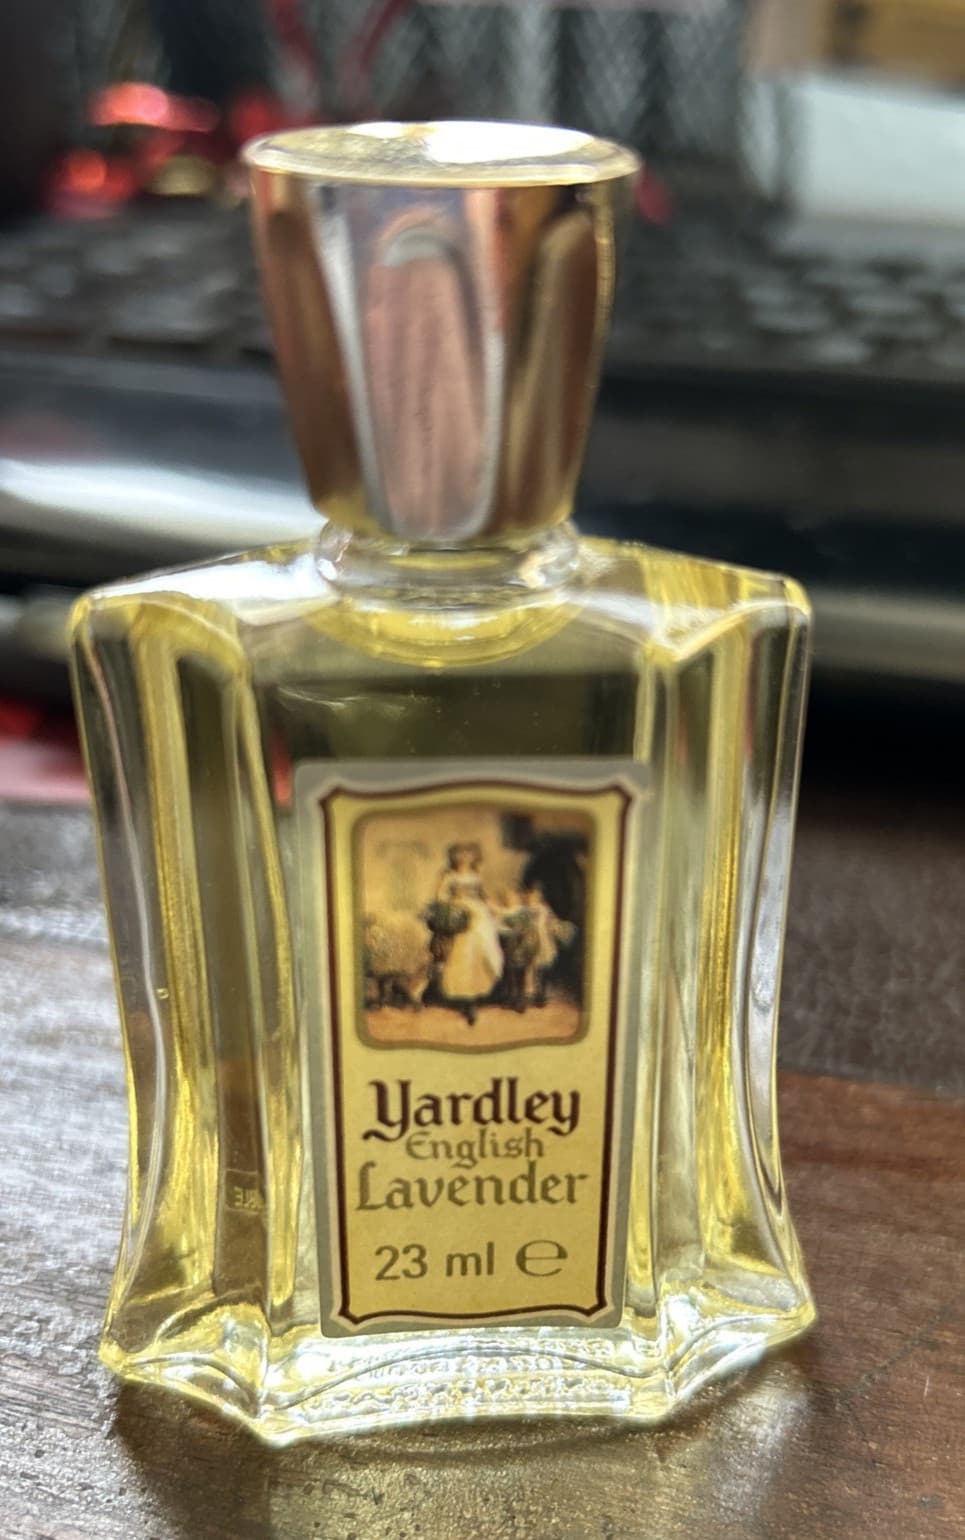 Yardley
English
Lavender
23 ml ℮